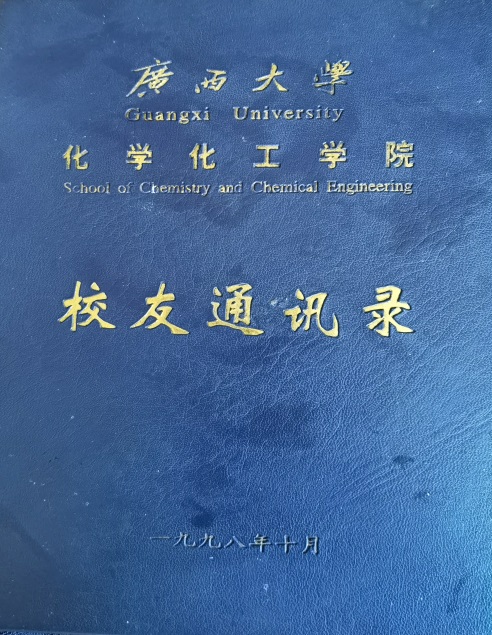 廣西大學
Guangxi University
化学化工学院
School of Chemistry and Chemical Engineering
校友通讯录
一九九八年十月